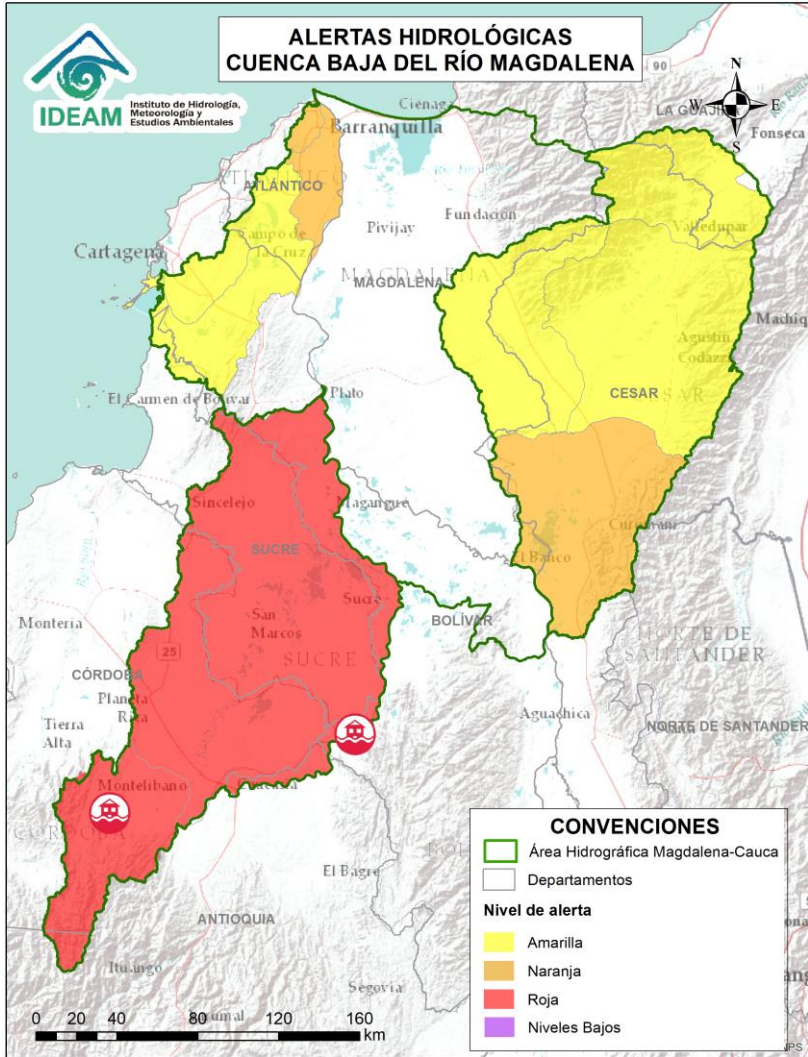 ALERTAS HIDROLÓGICAS
CUENCA BAJA DEL RÍO MAGDALENA
IDEAM
Instituto de Hidrología,
Meteorología y
Estudios Ambientales
N
W
E
S
90
LA GUAJIRA
Fonseca
Ciénaga
Barranquilla
ATLÁNTICO
Campo de
la Cruz
Pivijay
Fundación
Valledupar
Cartagena
MAGDALENA
MAGDALENA
Agustín
Codazzi
CESAR
El Carmen de Bolívar
Plato
Sincelejo
Magangué
Curumaní
SUCRE
El Banco
Sucre
San
Marcos
SUCRE
BOLÍVAR
Montería
25
NORTE DE
SANTANDER
CÓRDOBA
Planeta
Rica
Tierra
Alta
Aguachica
NORTE DE SANTANDER
Montelíbano
Caucasia
CÓRDOBA
El Bagre
ANTIOQUIA
Ituango
Segovia
CONVENCIONES
Área Hidrográfica Magdalena-Cauca
Departamentos
Nivel de alerta
Amarilla
Naranja
Roja
Niveles Bajos
0 20 40 80 120 160
km